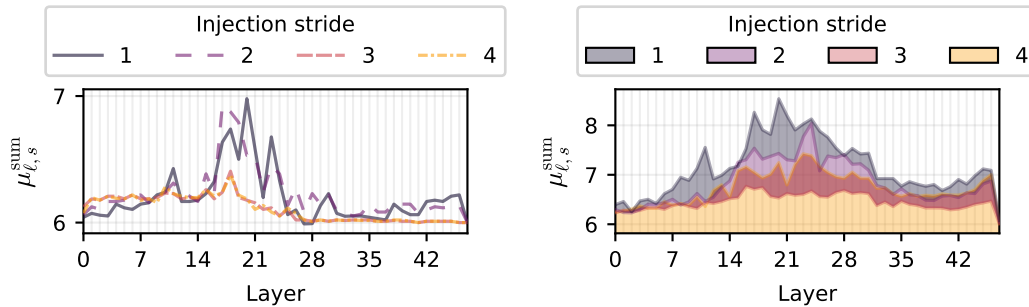 Injection stride
1 2 3 4
7
6
μ^sum_ℓ,s
0 7 14 21 28 35 42
Layer
Injection stride
1 2 3 4
8
7
6
μ^sum_ℓ,s
0 7 14 21 28 35 42
Layer